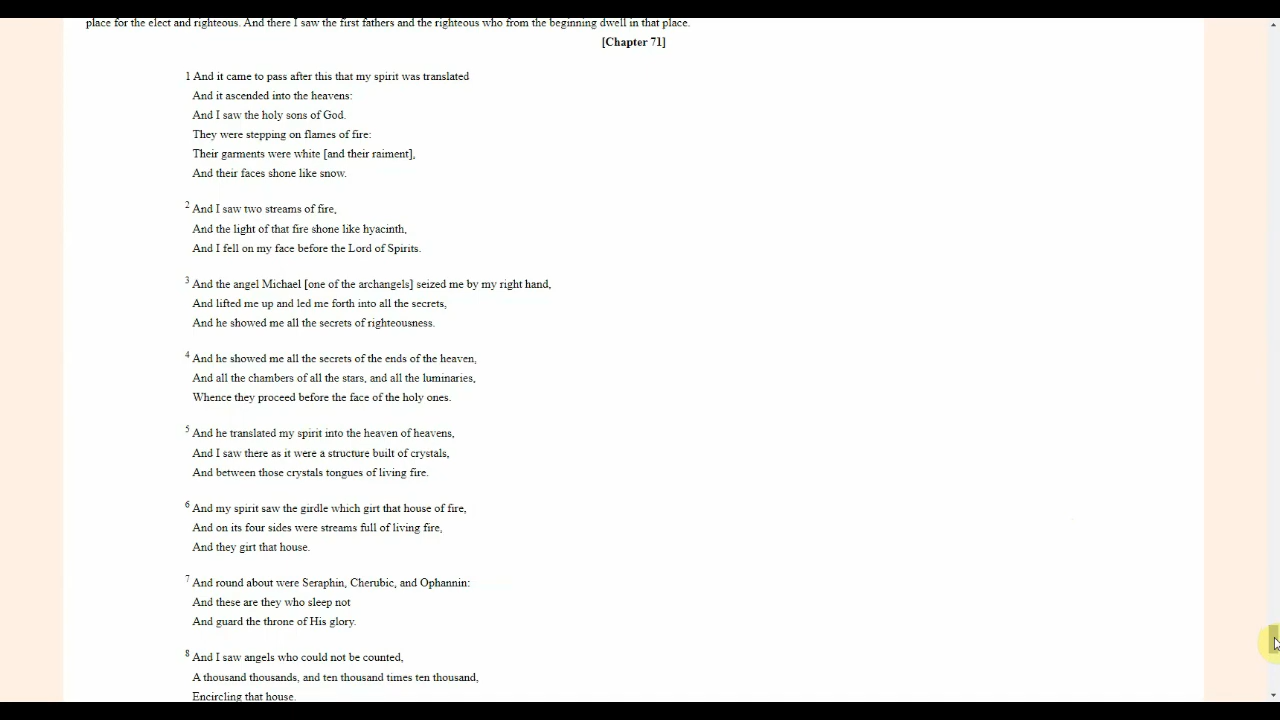 place for the elect and righteous. And there I saw the first fathers and the righteous who from the beginning dwell in that place.
[Chapter 71]
1 And it came to pass after this that my spirit was translated
And it ascended into the heavens:
And I saw the holy sons of God.
They were stepping on flames of fire:
Their garments were white [and their raiment],
And their faces shone like snow.
2 And I saw two streams of fire,
And the light of that fire shone like hyacinth,
And I fell on my face before the Lord of Spirits.
3 And the angel Michael [one of the archangels] seized me by my right hand,
And lifted me up and led me forth into all the secrets,
And he showed me all the secrets of righteousness.
4 And he showed me all the secrets of the ends of the heaven,
And all the chambers of all the stars, and all the luminaries,
Whence they proceed before the face of the holy ones.
5 And he translated my spirit into the heaven of heavens,
And I saw there as it were a structure built of crystals,
And between those crystals tongues of living fire.
6 And my spirit saw the girdle which girt that house of fire,
And on its four sides were streams full of living fire,
And they girt that house.
7 And round about were Seraphin, Cherubic, and Ophannin:
And these are they who sleep not
And guard the throne of His glory.
8 And I saw angels who could not be counted,
A thousand thousands, and ten thousand times ten thousand,
Encircling that house.